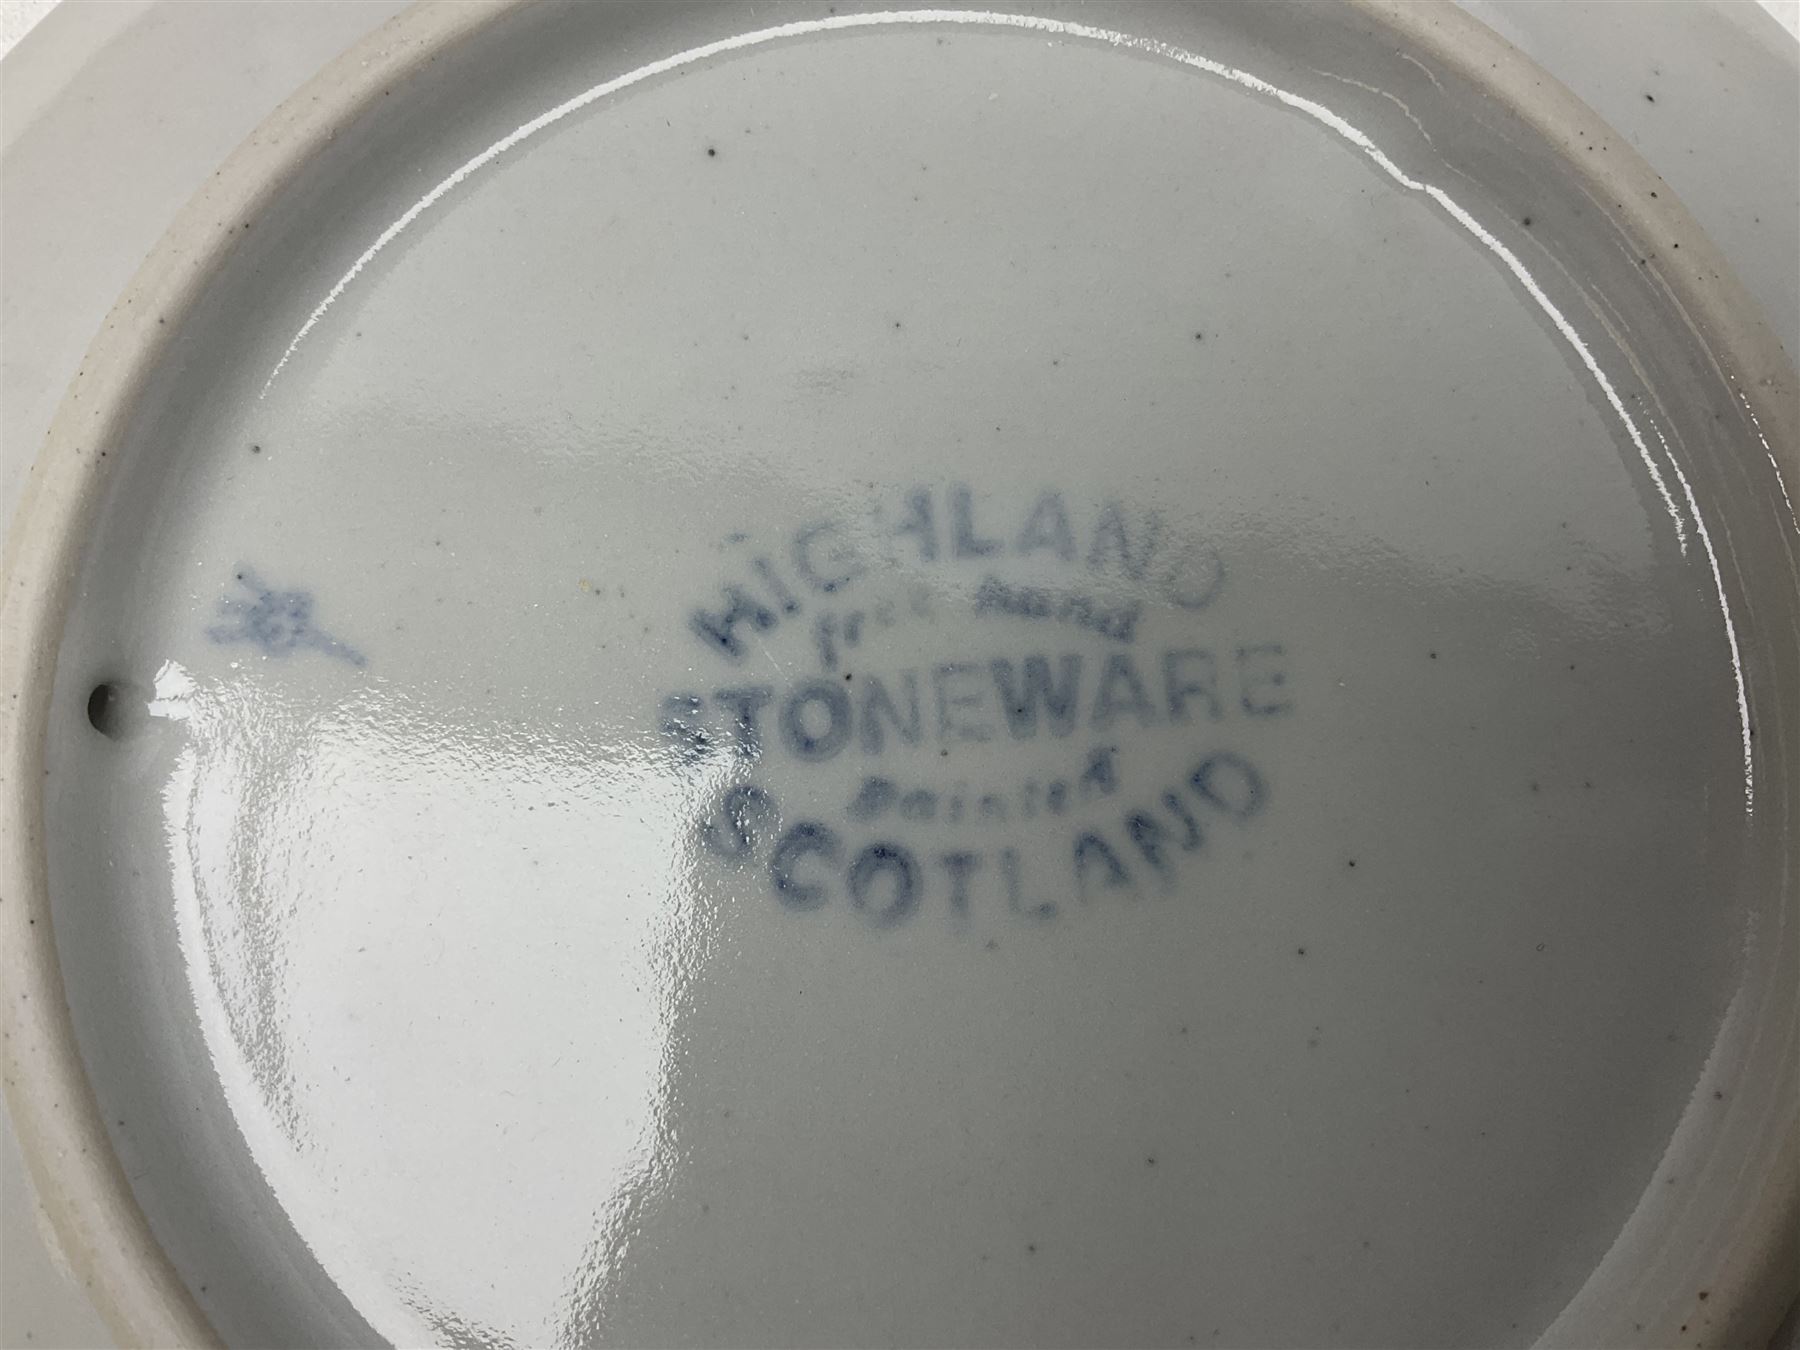 HIGHLAND
free hand
STONEWARE
Painted
SCOTLAND